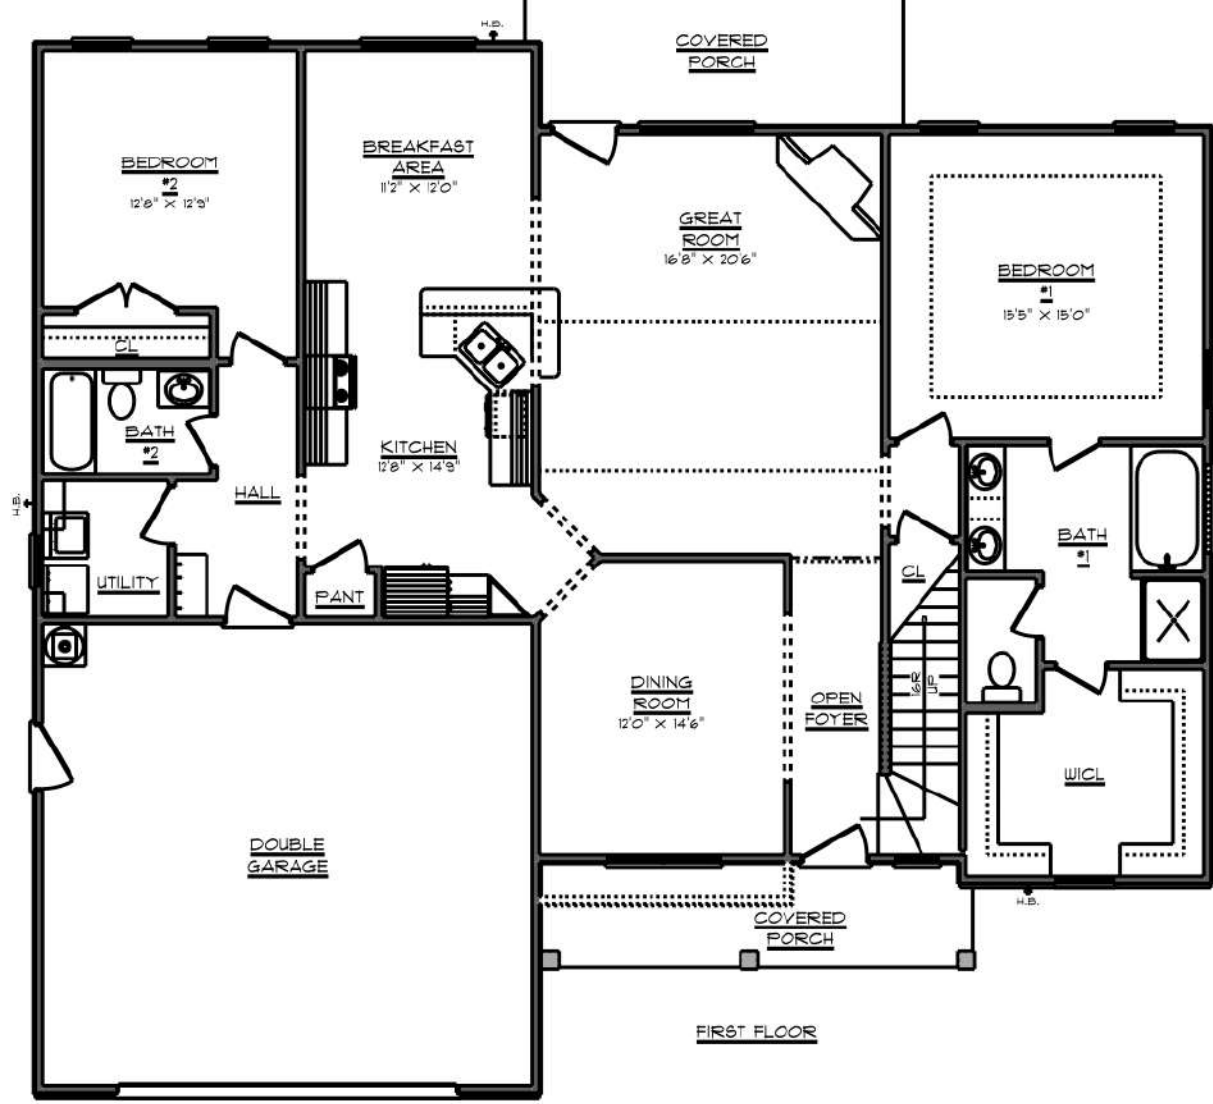 H.B.
COVERED
PORCH
BEDROOM
#2
12'8" X 12'9"
BREAKFAST
AREA
11'2" X 12'0"
GREAT
ROOM
16'8" X 20'6"
BEDROOM
#1
15'5" X 15'0"
CL
BATH
#2
KITCHEN
12'8" X 14'9"
HALL
H.B.
BATH
#1
UTILITY
PANT
CL
16R
UP
DINING
ROOM
12'0" X 14'6"
OPEN
FOYER
WICL
DOUBLE
GARAGE
H.B.
COVERED
PORCH
FIRST FLOOR